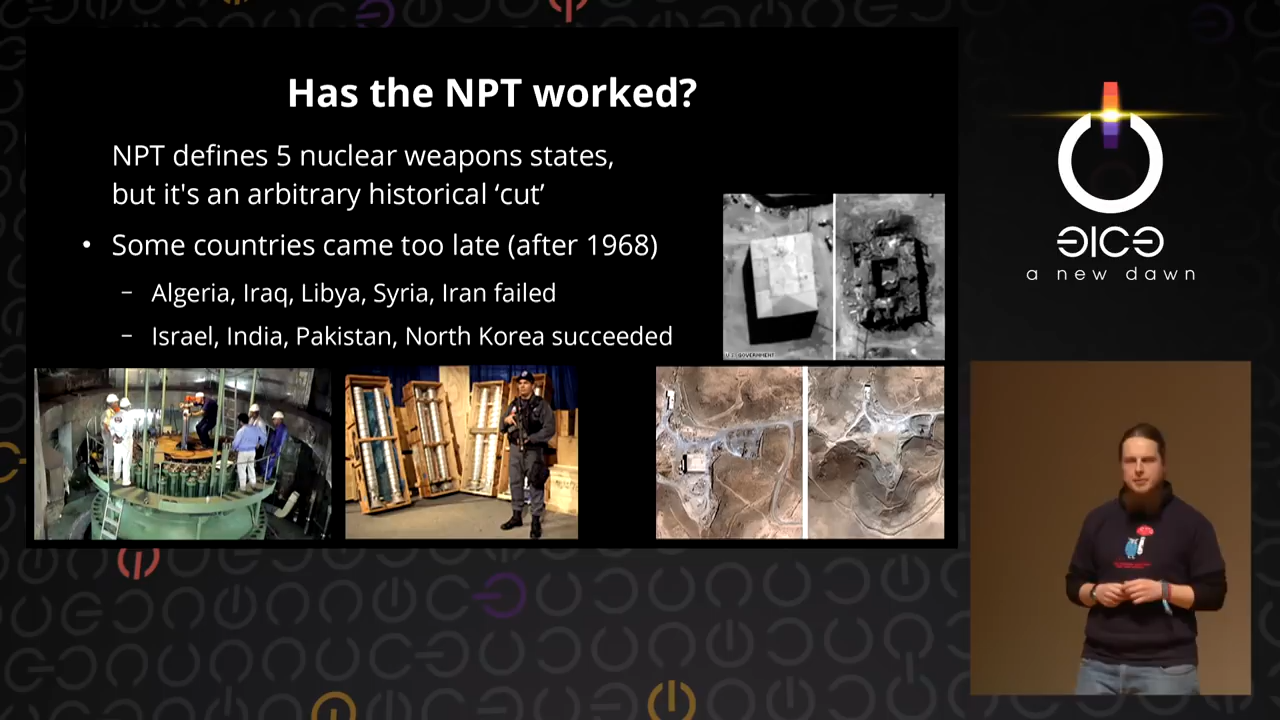 Has the NPT worked?
NPT defines 5 nuclear weapons states,
but it's an arbitrary historical ‘cut’
• Some countries came too late (after 1968)
– Algeria, Iraq, Libya, Syria, Iran failed
– Israel, India, Pakistan, North Korea succeeded
U.S. GOVERNMENT
a new dawn